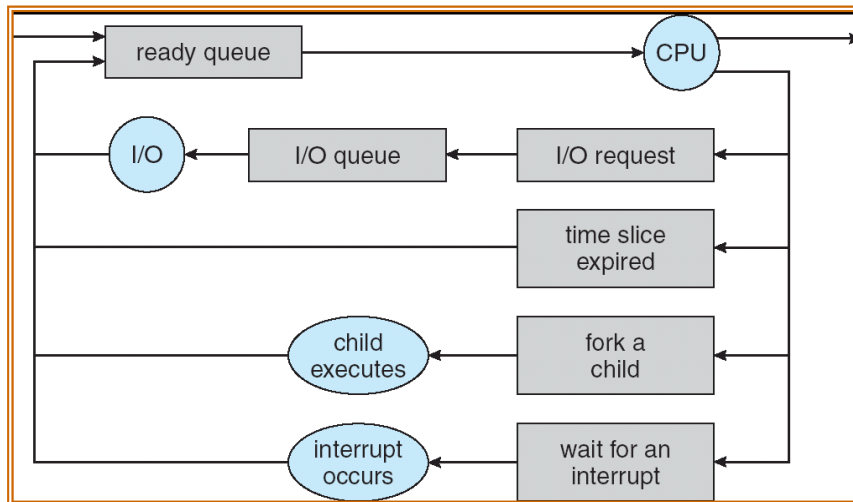 ready queue
CPU
I/O
I/O queue
I/O request
time slice
expired
child
executes
fork a
child
interrupt
occurs
wait for an
interrupt